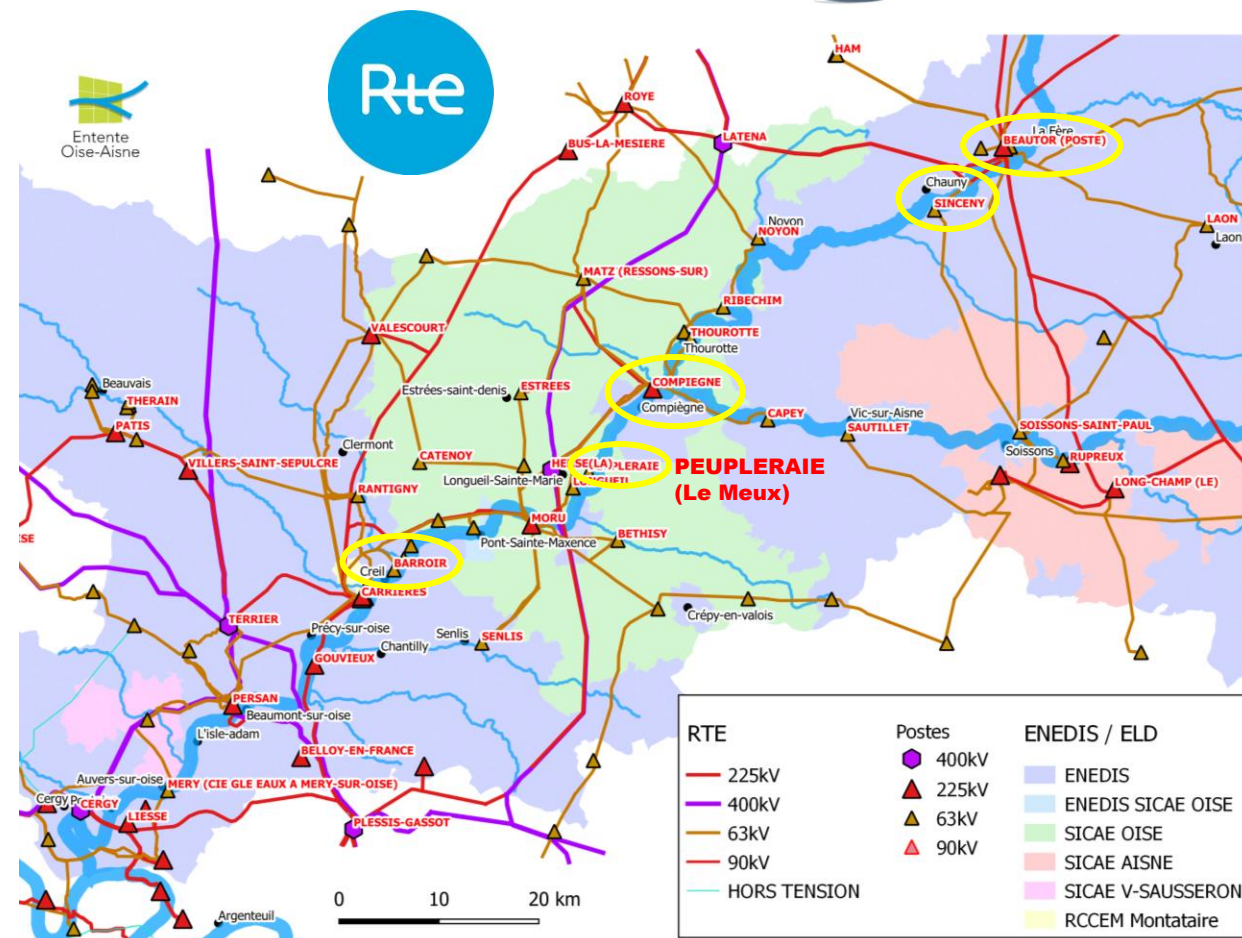 Entente
Oise-Aisne
Rte
HAM
ROYE
BUS-LA-MESIERE
LATENA
La Fère
BEAUTOR (POSTE)
Chauny
SINCENY
LAON
Laon
Noyon
NOYON
MATZ (RESSONS-SUR)
RIBECHIM
VALESCOURT
THOUROTTE
Thourotte
Beauvais
THERAIN
PATIS
Estrées-saint-denis
ESTREES
COMPIEGNE
Compiègne
CAPEY
Vic-sur-Aisne
SAUTILLET
SOISSONS-SAINT-PAUL
Soissons
RUPREUX
LONG-CHAMP (LE)
Clermont
VILLERS-SAINT-SEPULCRE
CATENOY
Longueil-Sainte-Marie
(LA)
PLERAIE
LONGUEIL
PEUPLERAIE
(Le Meux)
RANTIGNY
MORU
Pont-Sainte-Maxence
BETHISY
Creil
BARROIR
CARRIERES
TERRIER
Précy-sur-oise
Crépy-en-valois
Senlis
SENLIS
Chantilly
GOUVIEUX
PERSAN
Beaumont-sur-oise
L'isle-adam
BELLOY-EN-FRANCE
Auvers-sur-oise
MERY (CIE GLE EAUX A MERY-SUR-OISE)
Cergy
CERGY
LIESSE
PLESSIS-GASSOT
Argenteuil
0 10 20 km
RTE
225kV
400kV
63kV
90kV
HORS TENSION
Postes
400kV
225kV
63kV
90kV
ENEDIS / ELD
ENEDIS
ENEDIS SICAE OISE
SICAE OISE
SICAE AISNE
SICAE V-SAUSSERON
RCCEM Montataire